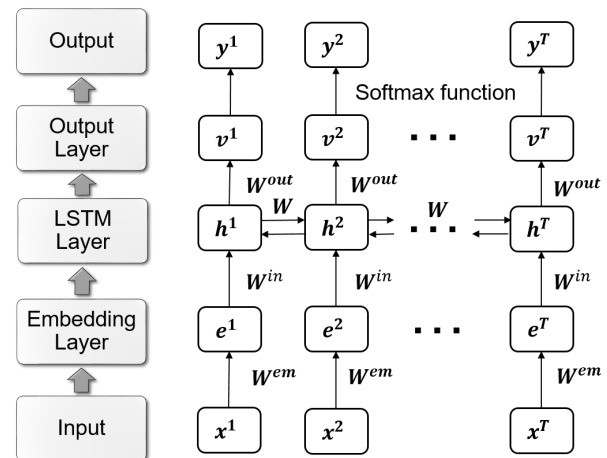 Output
y¹ y² yᵀ
Softmax function
Output
Layer
v¹ v² ... vᵀ
Wᵒᵘᵗ Wᵒᵘᵗ Wᵒᵘᵗ
W W
LSTM
Layer
h¹ h² ... hᵀ
Wⁱⁿ Wⁱⁿ Wⁱⁿ
Embedding
Layer
e¹ e² ... eᵀ
Wᵉᵐ Wᵉᵐ Wᵉᵐ
Input
x¹ x² xᵀ